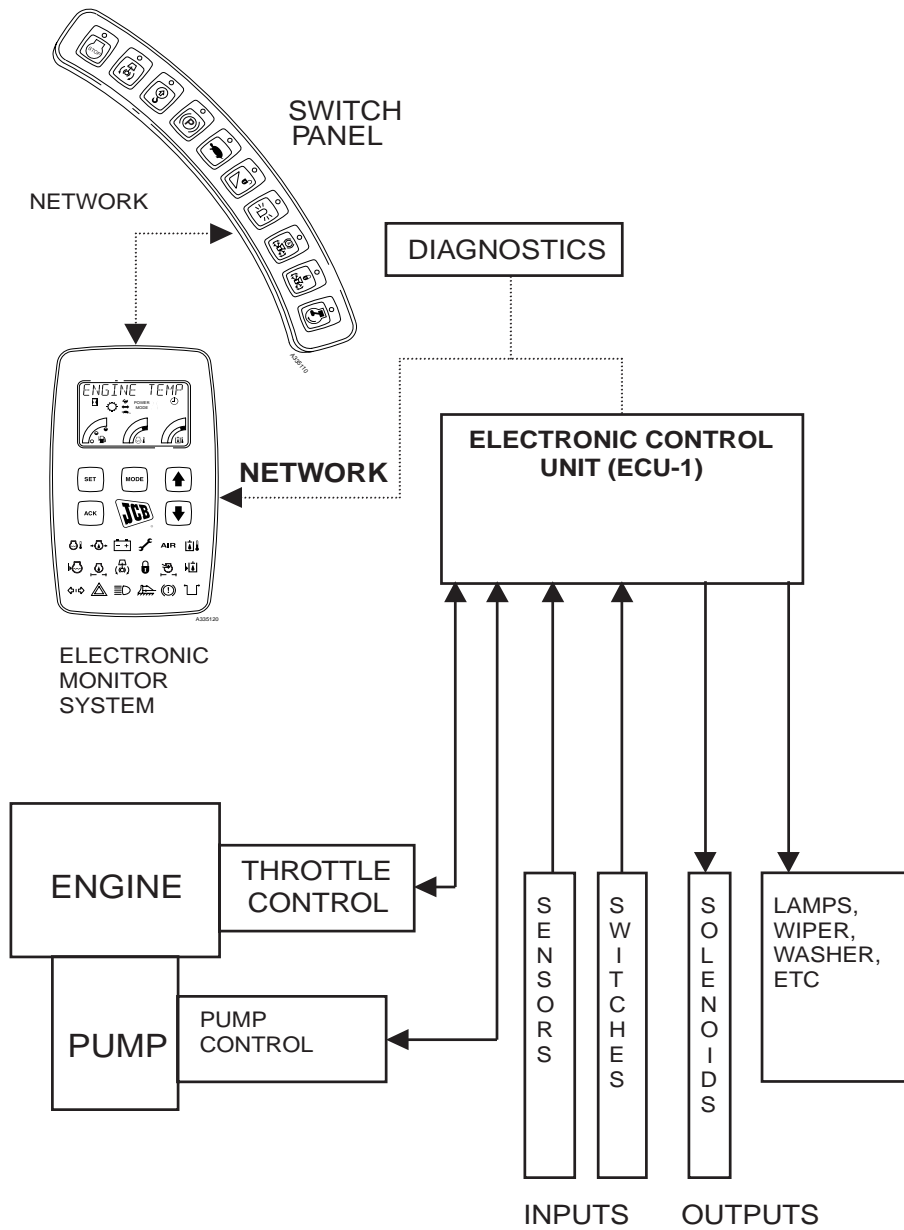 STOP
SWITCH
PANEL
NETWORK
DIAGNOSTICS
A335110
ENGINE TEMP
POWER
MODE
ELECTRONIC CONTROL
UNIT (ECU-1)
NETWORK
SET
MODE
ACK
JCB
AIR
A335120
ELECTRONIC
MONITOR
SYSTEM
ENGINE
THROTTLE
CONTROL
SENSORS
SWITCHES
SOLENOIDS
LAMPS,
WIPER,
WASHER,
ETC
PUMP
PUMP
CONTROL
INPUTS
OUTPUTS